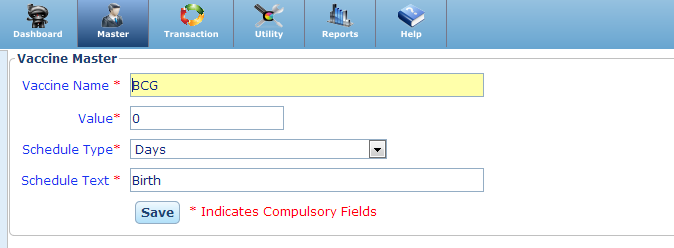 Dashboard Master Transaction Utility Reports Help
Vaccine Master
Vaccine Name * BCG
Value* 0
Schedule Type* Days
Schedule Text * Birth
Save * Indicates Compulsory Fields